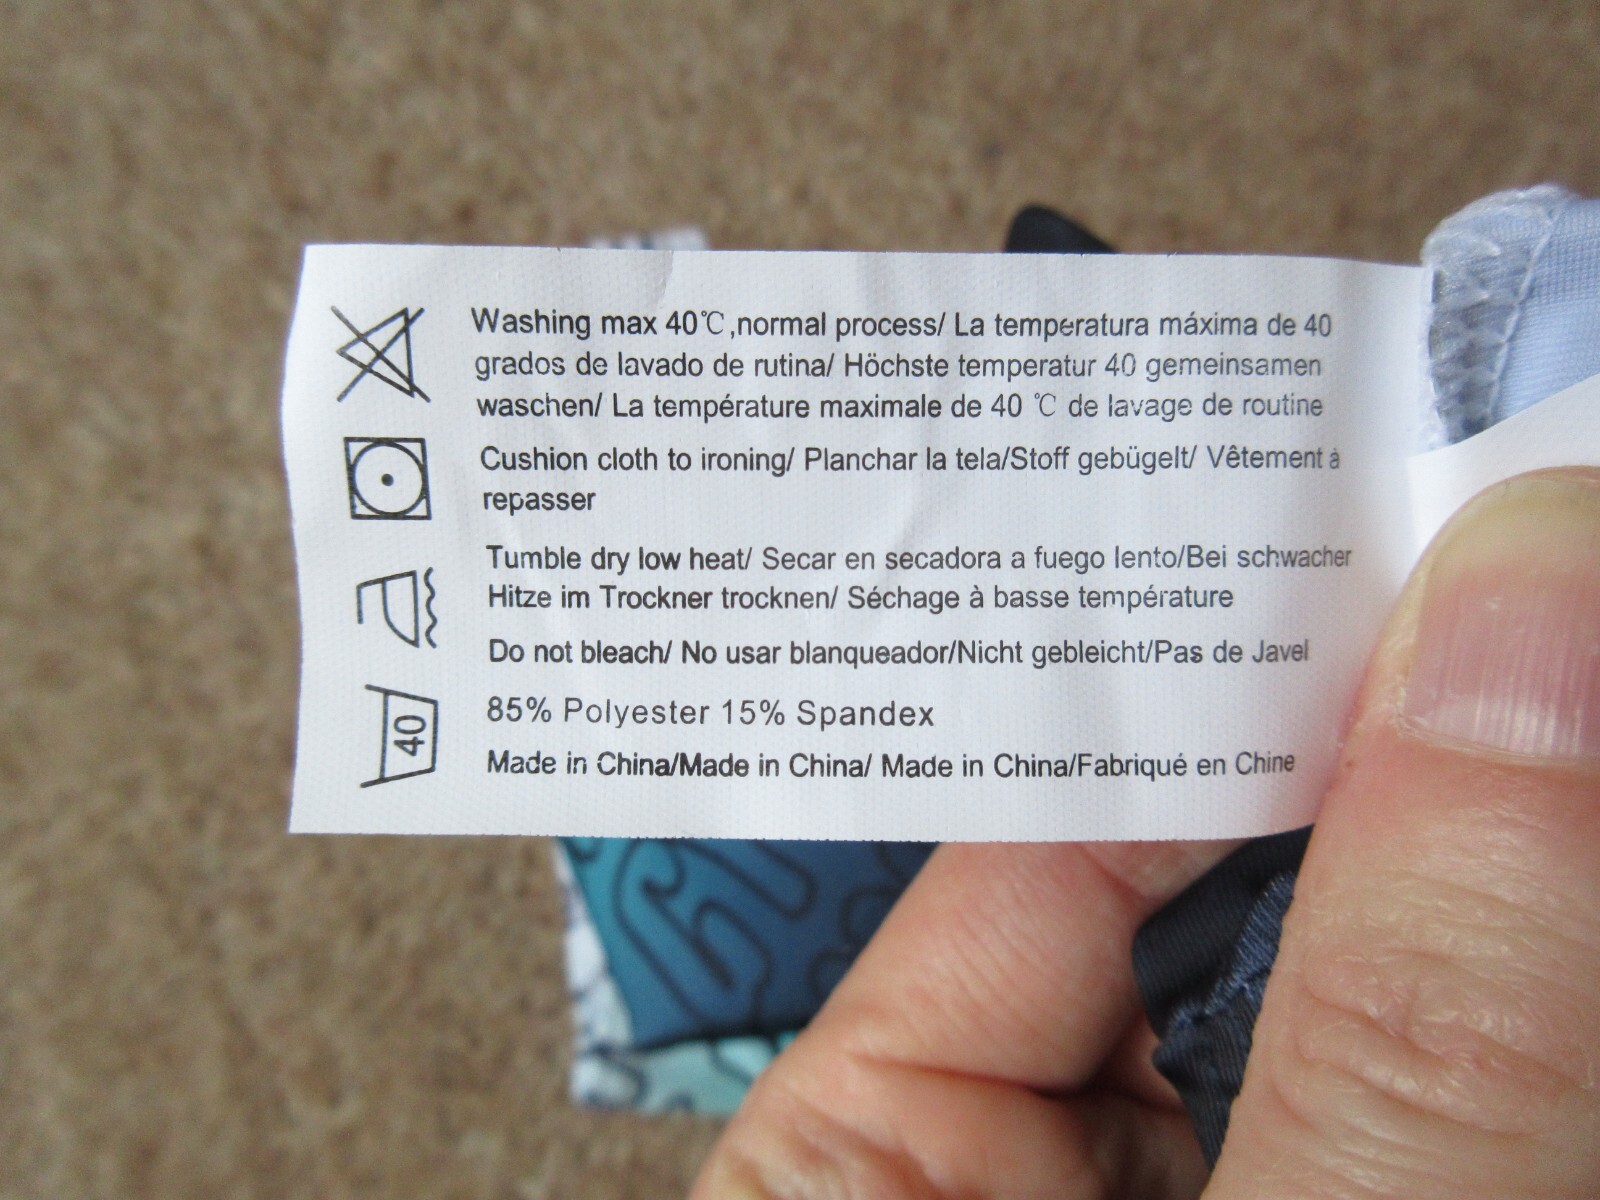 Washing max 40℃,normal process/ La temperatura máxima de 40
grados de lavado de rutina/ Höchste temperatur 40 gemeinsamen
waschen/ La température maximale de 40 ℃ de lavage de routine
Cushion cloth to ironing/ Planchar la tela/Stoff gebügelt/ Vêtement à
repasser
Tumble dry low heat/ Secar en secadora a fuego lento/Bei schwacher
Hitze im Trockner trocknen/ Séchage à basse température
Do not bleach/ No usar blanqueador/Nicht gebleicht/Pas de Javel
40
85% Polyester 15% Spandex
Made in China/Made in China/ Made in China/Fabriqué en Chine